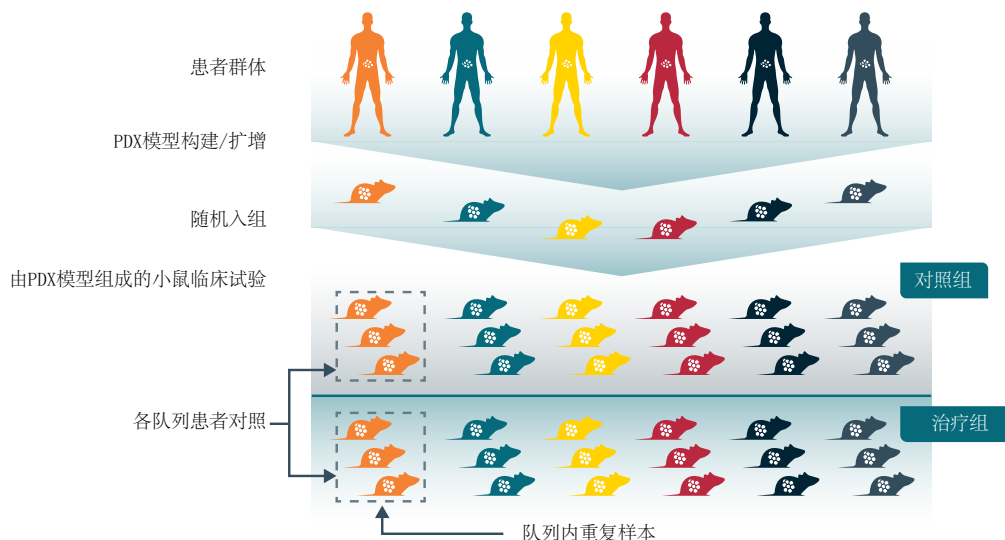 患者群体
PDX模型构建/扩增
随机入组
由PDX模型组成的小鼠临床试验
对照组
各队列患者对照
治疗组
队列内重复样本